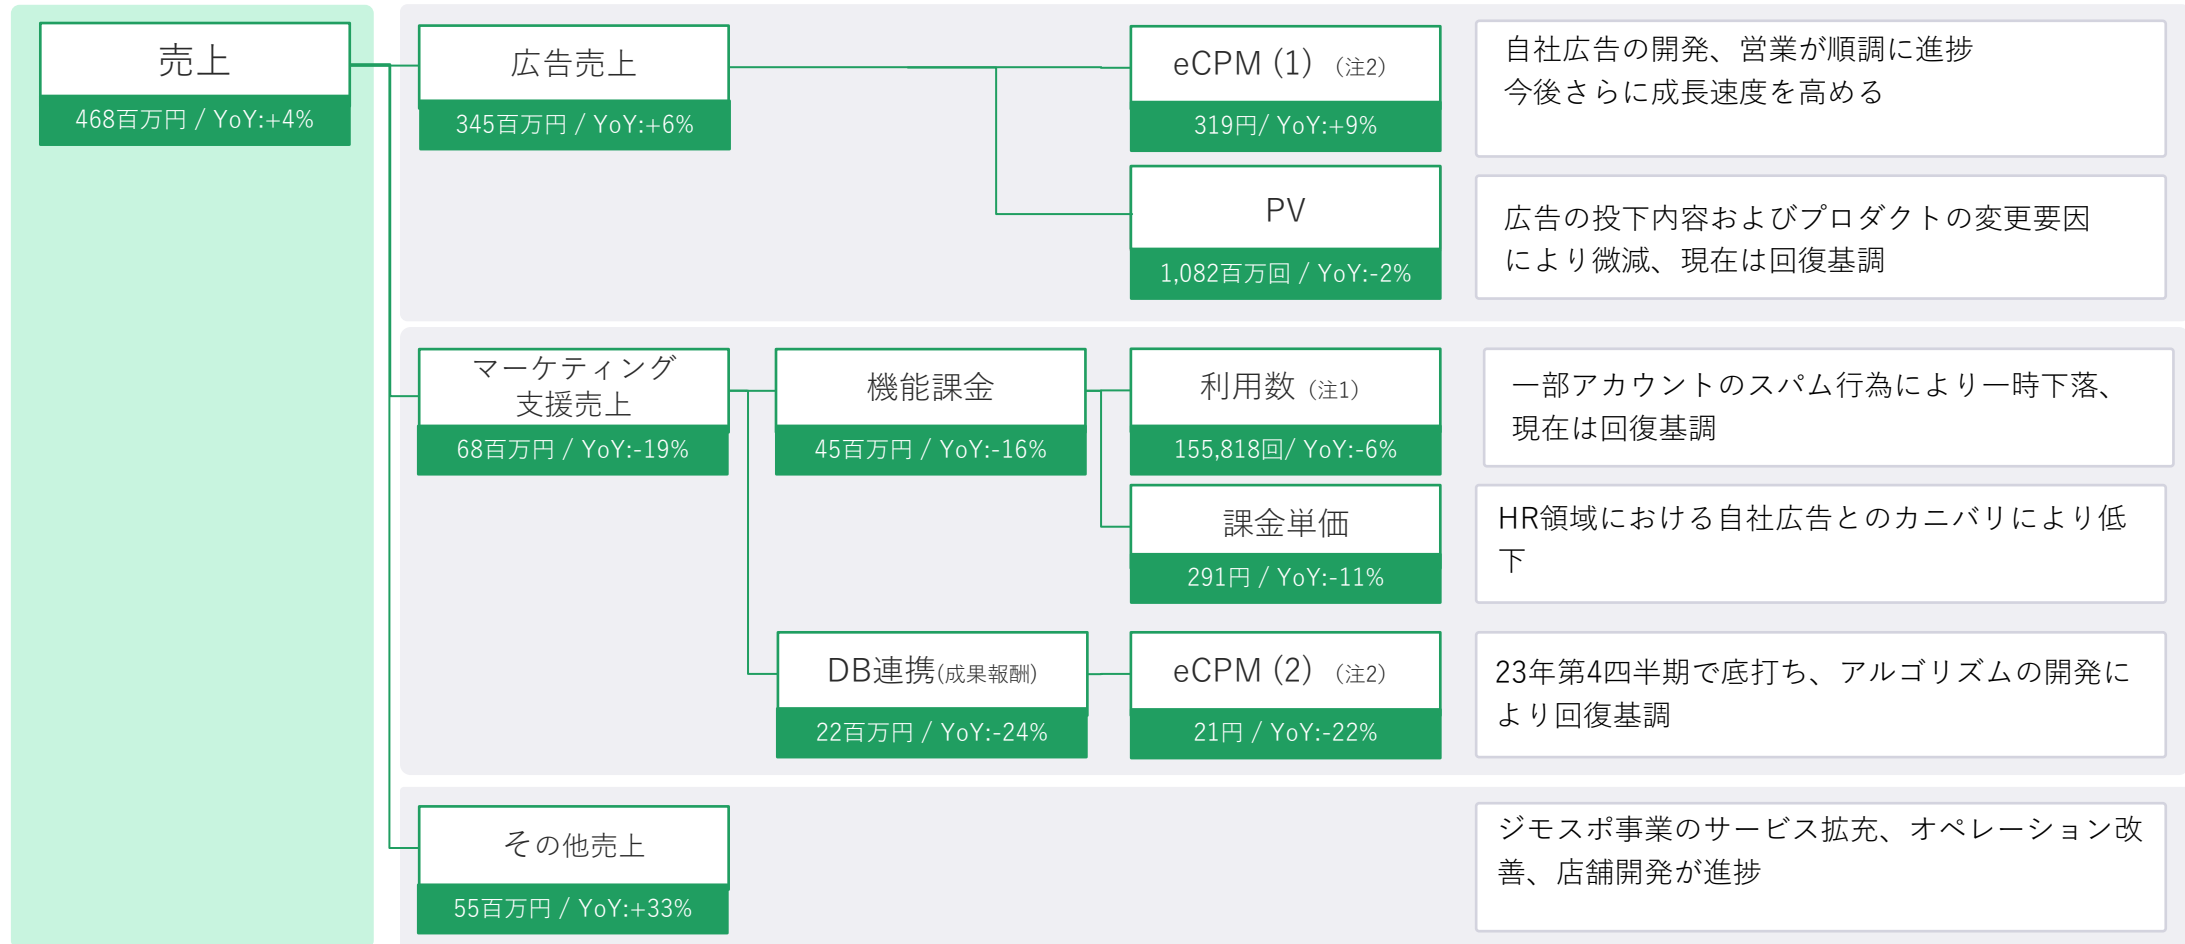 売上
468百万円 / YoY:+4%
広告売上
345百万円 / YoY:+6%
eCPM (1) (注2)
319円/ YoY:+9%
自社広告の開発、営業が順調に進捗
今後さらに成長速度を高める
PV
1,082百万回 / YoY:-2%
広告の投下内容およびプロダクトの変更要因
により微減、現在は回復基調
マーケティング
支援売上
68百万円 / YoY:-19%
機能課金
45百万円 / YoY:-16%
利用数 (注1)
155,818回/ YoY:-6%
一部アカウントのスパム行為により一時下落、
現在は回復基調
課金単価
291円 / YoY:-11%
HR領域における自社広告とのカニバリにより低
下
DB連携(成果報酬)
22百万円 / YoY:-24%
eCPM (2) (注2)
21円 / YoY:-22%
23年第4四半期で底打ち、アルゴリズムの開発に
より回復基調
その他売上
55百万円 / YoY:+33%
ジモスポ事業のサービス拡充、オペレーション改
善、店舗開発が進捗